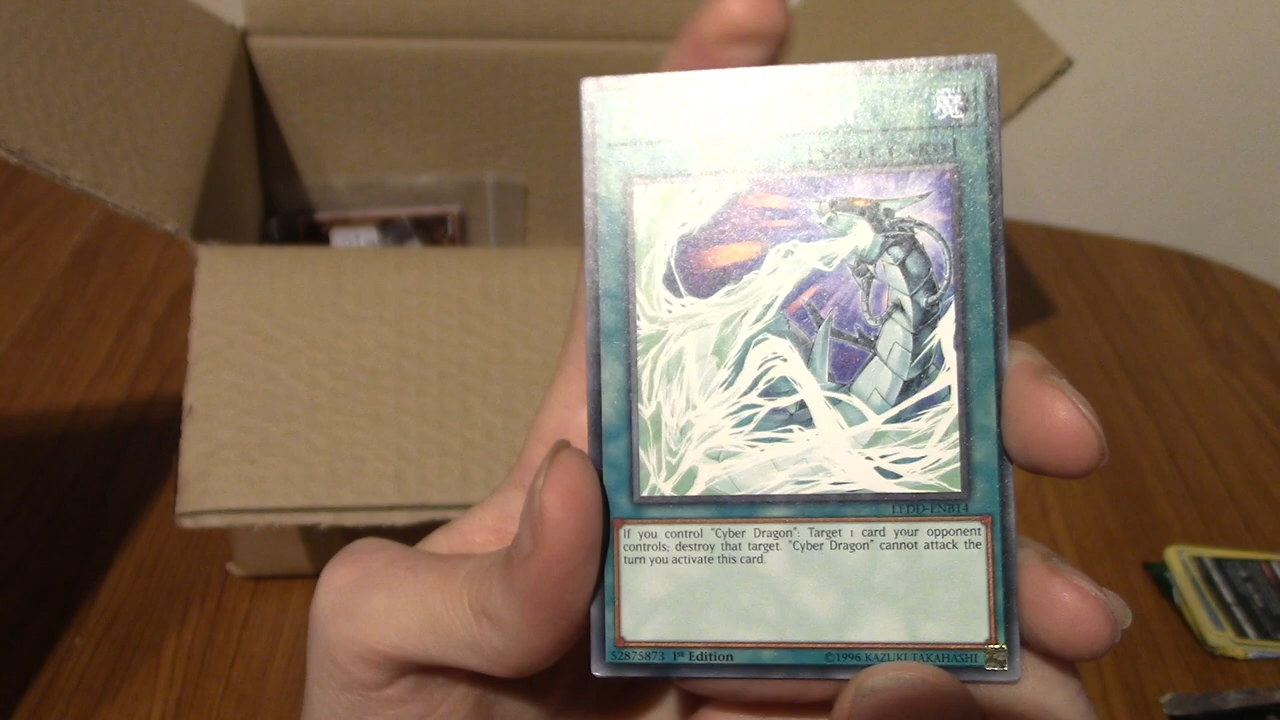 魔
LEDD-ENB14
If you control "Cyber Dragon": Target 1 card your opponent
controls; destroy that target. "Cyber Dragon" cannot attack the
turn you activate this card.
52875873 1st Edition
©1996 KAZUKI TAKAHASHI